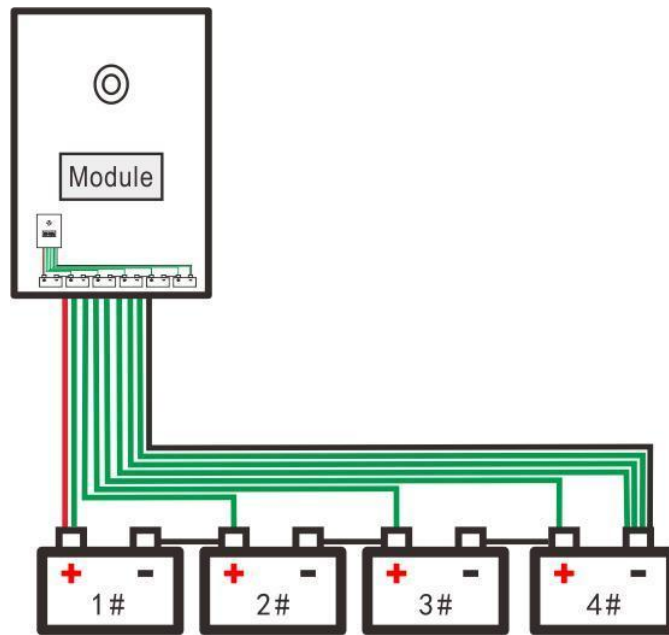 Module
+ - 1#
+ - 2#
+ - 3#
+ - 4#